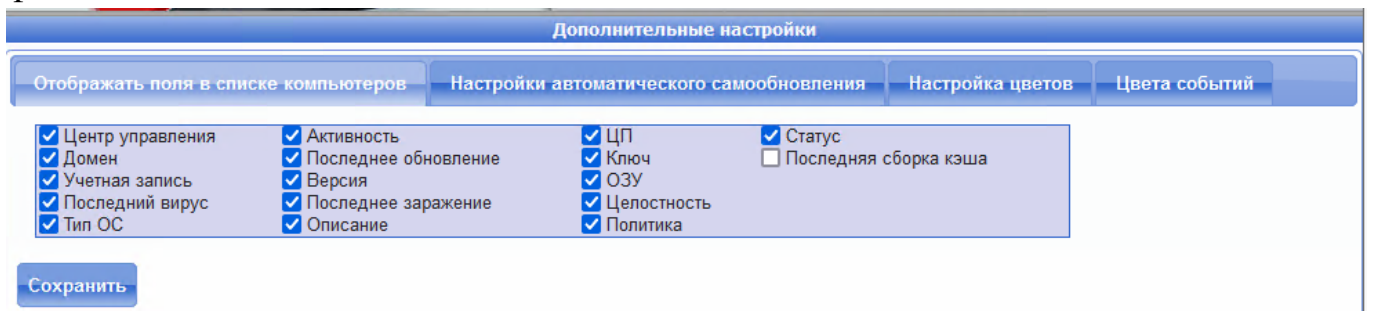 Дополнительные настройки
Отображать поля в списке компьютеров Настройки автоматического самообновления Настройка цветов Цвета событий
Центр управления Активность ЦП Статус
Домен Последнее обновление Ключ Последняя сборка кэша
Учетная запись Версия ОЗУ
Последний вирус Последнее заражение Целостность
Тип ОС Описание Политика
Сохранить